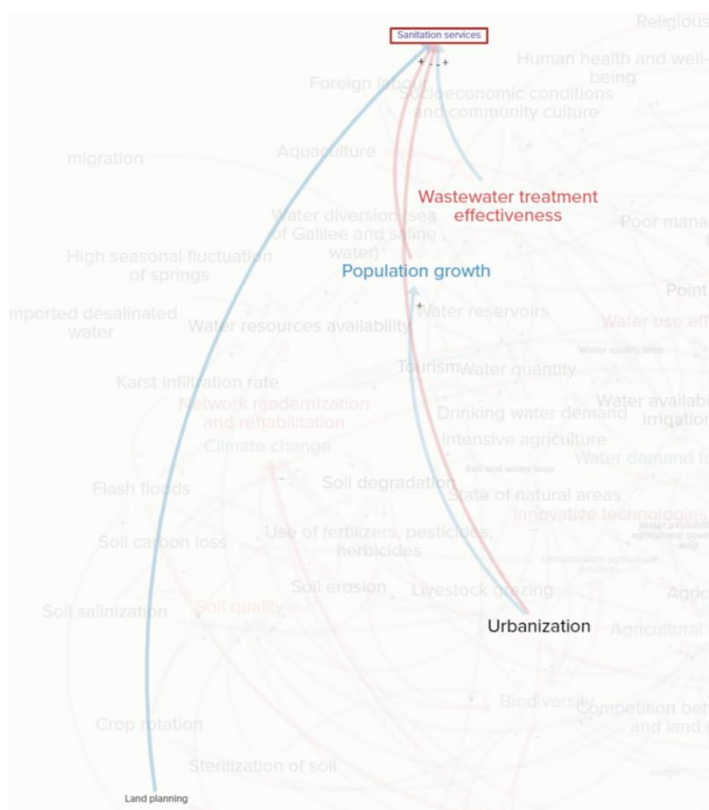 Religious
Sanitation services
+ - - +
Human health and well-
being
Foreign labour
Socioeconomic conditions
and community culture
Aquaculture
migration
Wastewater treatment
effectiveness
Water diversion (sea
of Galilee and saline
water)
Poor mana
High seasonal fluctuation
of springs
Population growth
Point
mported desalinated
water
+
Water reservoirs
Water resources availability
Water use eff
Water quality loop
Tourism
Water quantity
Karst infiltration rate
Water availabl
irrigation
Network modernization
and rehabilitation
Drinking water demand
Climate change
Intensive agriculture
Water demand fo
Soil and water loop
Soil degradation
Flash floods
State of natural areas
Innovative technologies
Use of fertilizers, pesticides,
herbicides
Soil carbon loss
Soil erosion
Livestock grazing
Agric
Soil salinization
Soil quality
Urbanization
Agricultural
Biodiversity
Competition bet
and land
Crop rotation
Sterilization of soil
Land planning